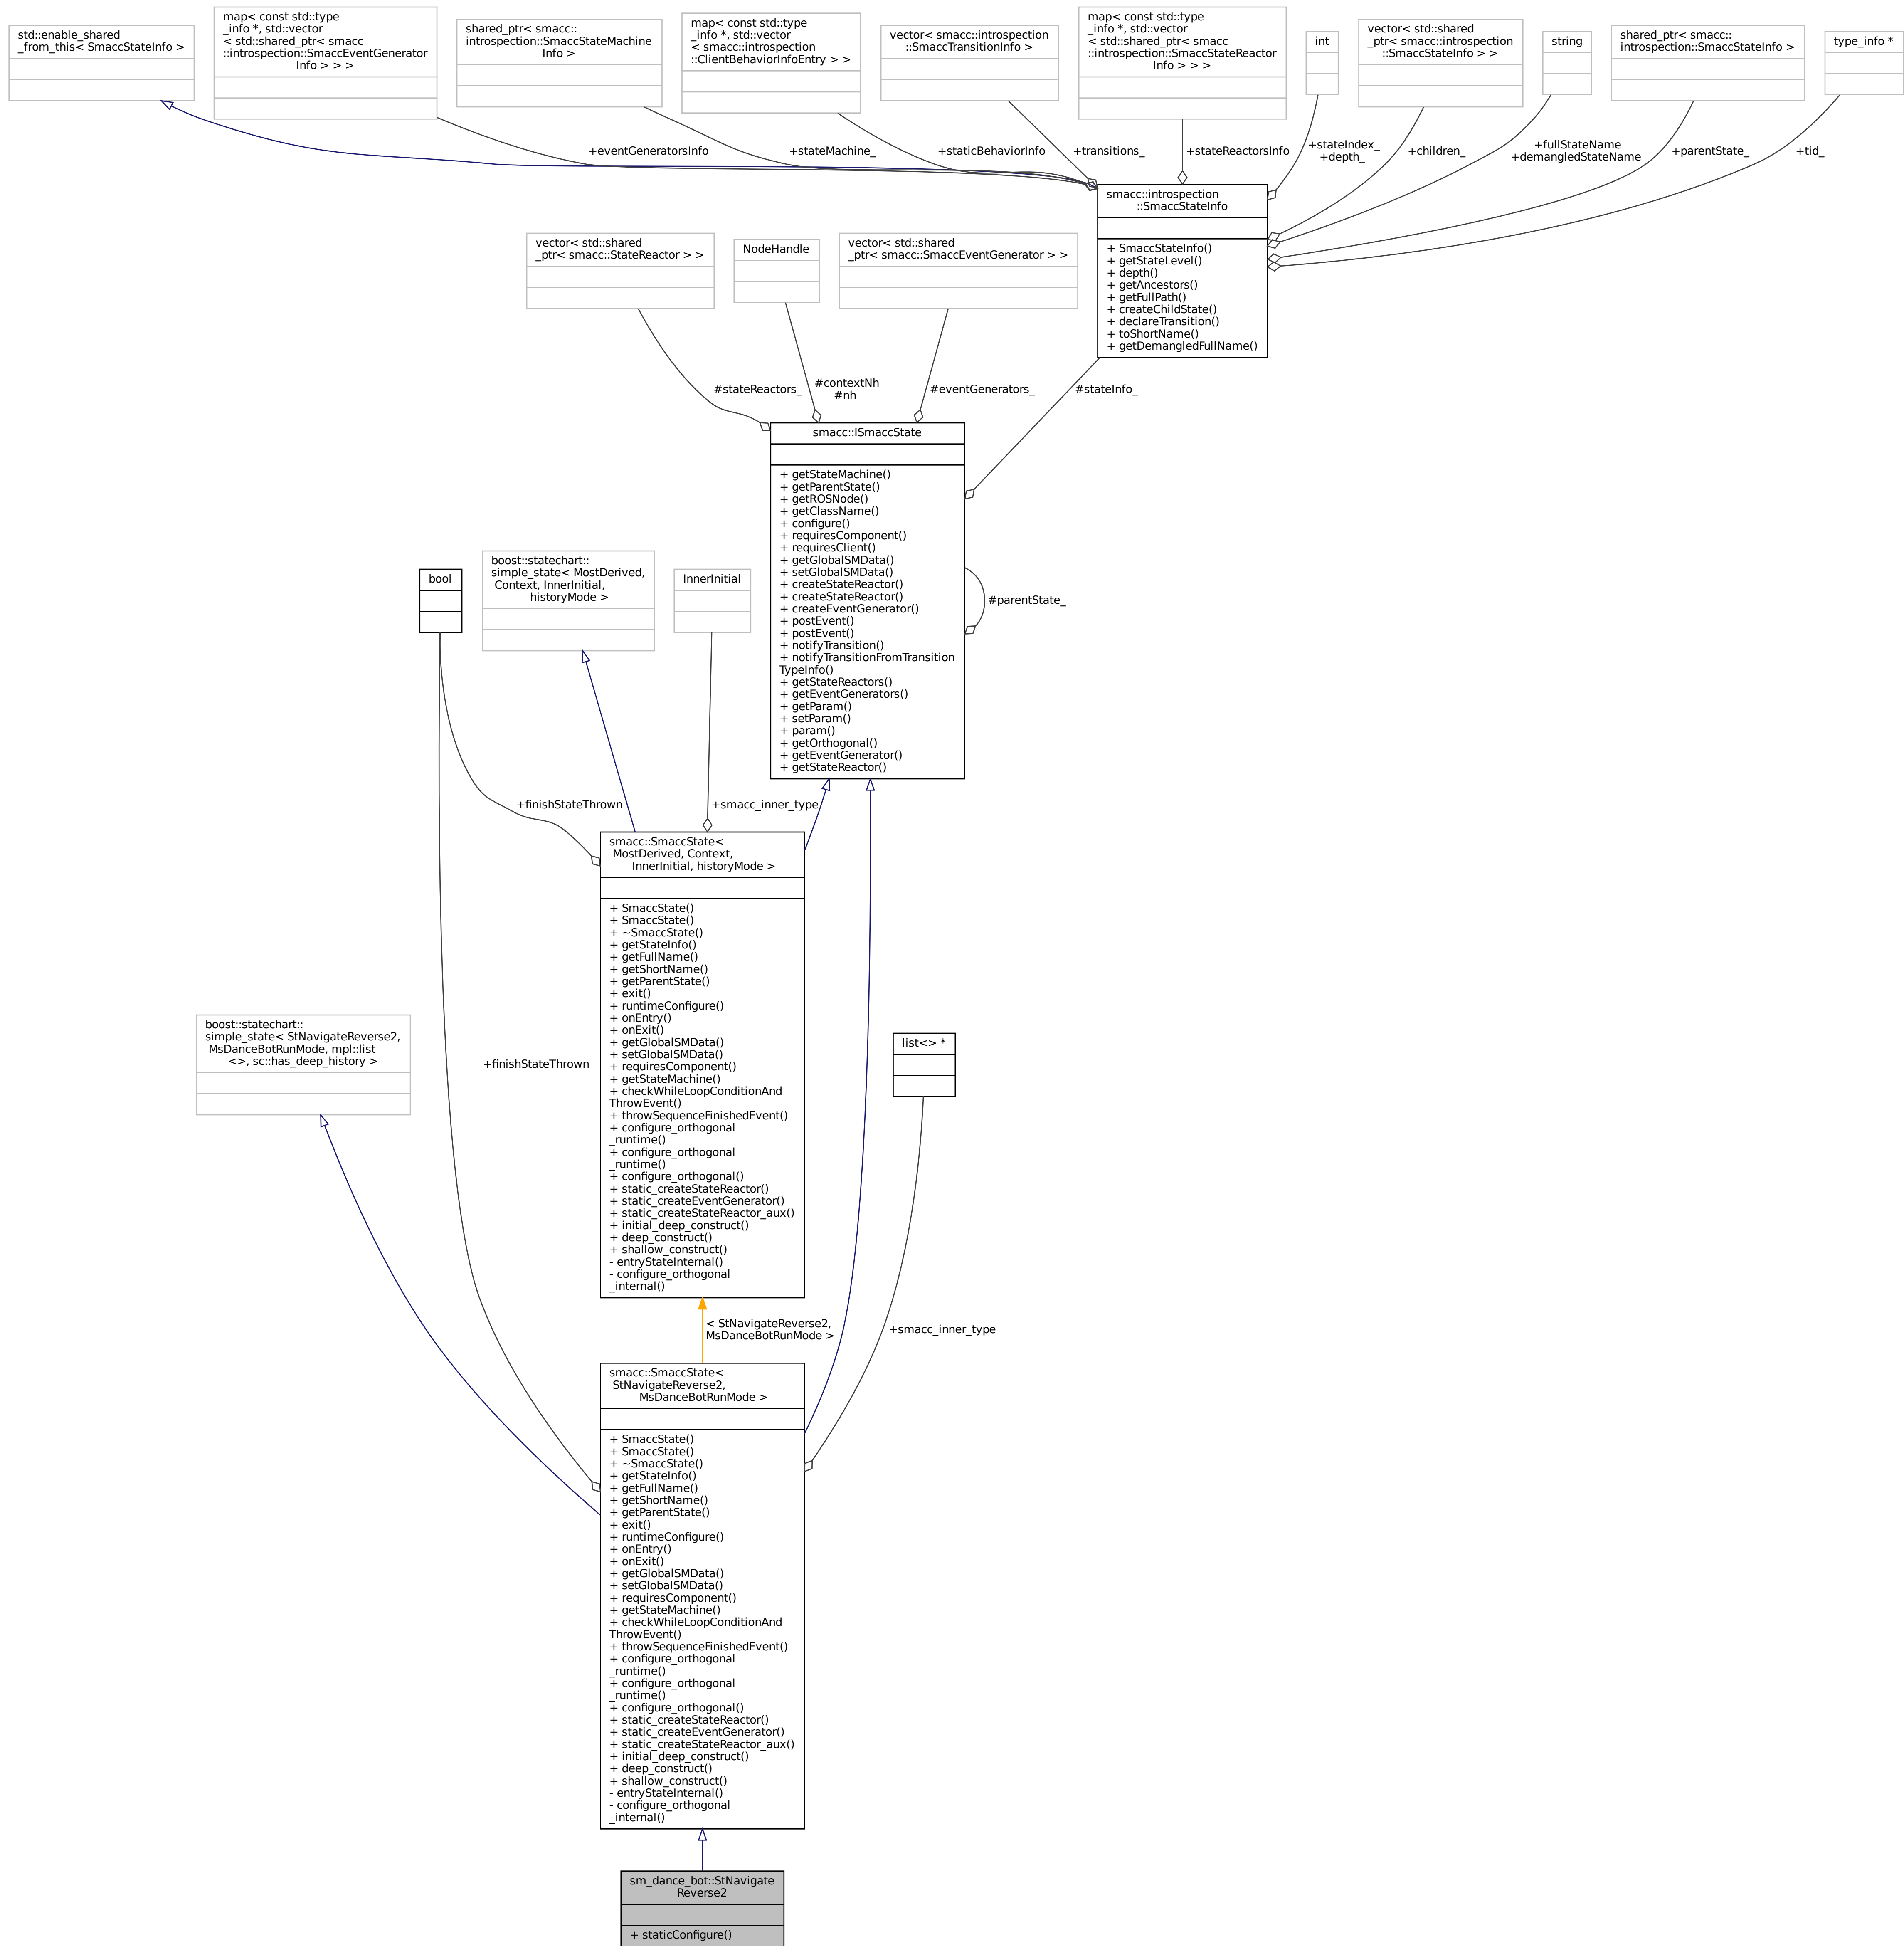 std::enable_shared
_from_this< SmaccStateInfo >
map< const std::type
_info *, std::vector
< std::shared_ptr< smacc
::introspection::SmaccEventGenerator
Info > > >
shared_ptr< smacc::
introspection::SmaccStateMachine
Info >
map< const std::type
_info *, std::vector
< smacc::introspection
::ClientBehaviorInfoEntry > >
vector< smacc::introspection
::SmaccTransitionInfo >
map< const std::type
_info *, std::vector
< std::shared_ptr< smacc
::introspection::SmaccStateReactor
Info > > >
int
vector< std::shared
_ptr< smacc::introspection
::SmaccStateInfo > >
string
shared_ptr< smacc::
introspection::SmaccStateInfo >
type_info *
+eventGeneratorsInfo
+stateMachine_
+staticBehaviorInfo
+transitions_
+stateReactorsInfo
+stateIndex_
+depth_
+children_
+fullStateName
+demangledStateName
+parentState_
+tid_
smacc::introspection
::SmaccStateInfo
+ SmaccStateInfo()
+ getStateLevel()
+ depth()
+ getAncestors()
+ getFullPath()
+ createChildState()
+ declareTransition()
+ toShortName()
+ getDemangledFullName()
vector< std::shared
_ptr< smacc::StateReactor > >
NodeHandle
vector< std::shared
_ptr< smacc::SmaccEventGenerator > >
#stateReactors_
#contextNh
#nh
#eventGenerators_
#stateInfo_
smacc::ISmaccState
+ getStateMachine()
+ getParentState()
+ getROSNode()
+ getClassName()
+ configure()
+ requiresComponent()
+ requiresClient()
+ getGlobalSMData()
+ setGlobalSMData()
+ createStateReactor()
+ createStateReactor()
+ createEventGenerator()
+ postEvent()
+ postEvent()
+ notifyTransition()
+ notifyTransitionFromTransition
TypeInfo()
+ getStateReactors()
+ getEventGenerators()
+ getParam()
+ setParam()
+ param()
+ getOrthogonal()
+ getEventGenerator()
+ getStateReactor()
#parentState_
bool
boost::statechart::
simple_state< MostDerived,
Context, InnerInitial,
historyMode >
InnerInitial
+finishStateThrown
+smacc_inner_type
smacc::SmaccState<
MostDerived, Context,
InnerInitial, historyMode >
+ SmaccState()
+ SmaccState()
+ ~SmaccState()
+ getStateInfo()
+ getFullName()
+ getShortName()
+ getParentState()
+ exit()
+ runtimeConfigure()
+ onEntry()
+ onExit()
+ getGlobalSMData()
+ setGlobalSMData()
+ requiresComponent()
+ getStateMachine()
+ checkWhileLoopConditionAnd
ThrowEvent()
+ throwSequenceFinishedEvent()
+ configure_orthogonal
_runtime()
+ configure_orthogonal
_runtime()
+ configure_orthogonal()
+ static_createStateReactor()
+ static_createEventGenerator()
+ static_createStateReactor_aux()
+ initial_deep_construct()
+ deep_construct()
+ shallow_construct()
- entryStateInternal()
- configure_orthogonal
_internal()
boost::statechart::
simple_state< StNavigateReverse2,
MsDanceBotRunMode, mpl::list
<>, sc::has_deep_history >
+finishStateThrown
list<> *
< StNavigateReverse2,
MsDanceBotRunMode >
+smacc_inner_type
smacc::SmaccState<
StNavigateReverse2,
MsDanceBotRunMode >
+ SmaccState()
+ SmaccState()
+ ~SmaccState()
+ getStateInfo()
+ getFullName()
+ getShortName()
+ getParentState()
+ exit()
+ runtimeConfigure()
+ onEntry()
+ onExit()
+ getGlobalSMData()
+ setGlobalSMData()
+ requiresComponent()
+ getStateMachine()
+ checkWhileLoopConditionAnd
ThrowEvent()
+ throwSequenceFinishedEvent()
+ configure_orthogonal
_runtime()
+ configure_orthogonal
_runtime()
+ configure_orthogonal()
+ static_createStateReactor()
+ static_createEventGenerator()
+ static_createStateReactor_aux()
+ initial_deep_construct()
+ deep_construct()
+ shallow_construct()
- entryStateInternal()
- configure_orthogonal
_internal()
sm_dance_bot::StNavigate
Reverse2
+ staticConfigure()